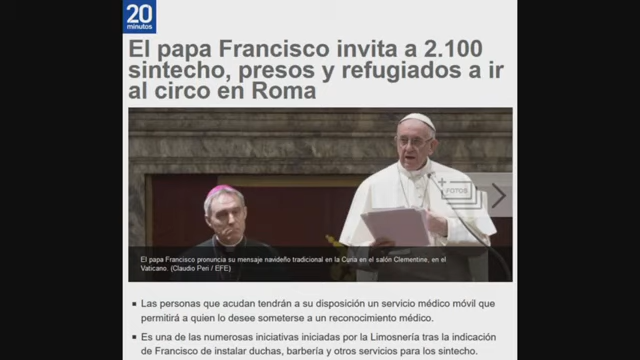 20
minutos
El papa Francisco invita a 2.100
sintecho, presos y refugiados a ir
al circo en Roma
FOTOS
El papa Francisco pronuncia su mensaje navideño tradicional en la Curia en el salón Clementine, en el
Vaticano. (Claudio Peri / EFE)
Las personas que acudan tendrán a su disposición un servicio médico móvil que
permitirá a quien lo desee someterse a un reconocimiento médico.
Es una de las numerosas iniciativas iniciadas por la Limosnería tras la indicación
de Francisco de instalar duchas, barbería y otros servicios para los sintecho.